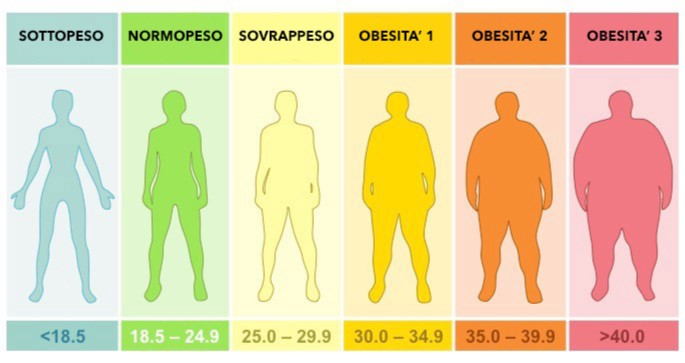 SOTTOPESO NORMOPESO SOVRAPPESO OBESITA' 1 OBESITA' 2 OBESITA' 3
<18.5 18.5 – 24.9 25.0 – 29.9 30.0 – 34.9 35.0 – 39.9 >40.0